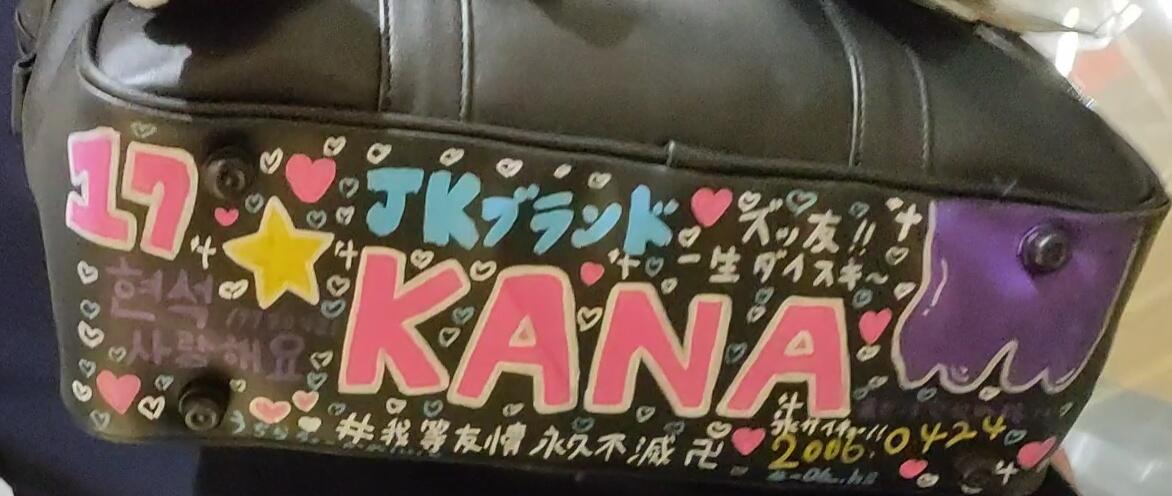 17
JKブランド
ズッ友!!
一生ダイスキ〜
KANA
현석
사랑해요
#我等友情永久不滅卍
2006.0424